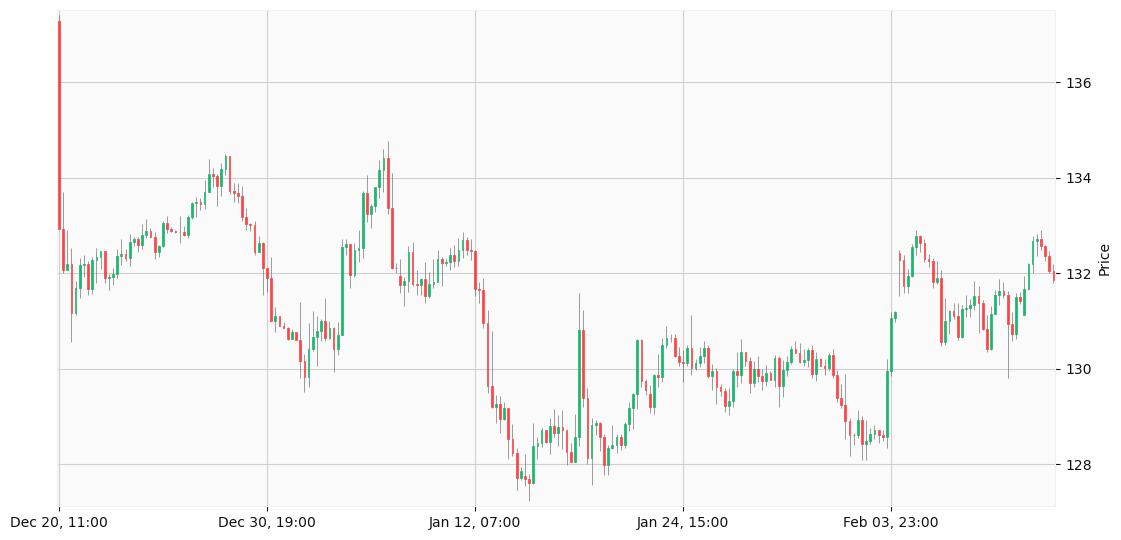 136
134
132
130
128
Price
Dec 20, 11:00
Dec 30, 19:00
Jan 12, 07:00
Jan 24, 15:00
Feb 03, 23:00